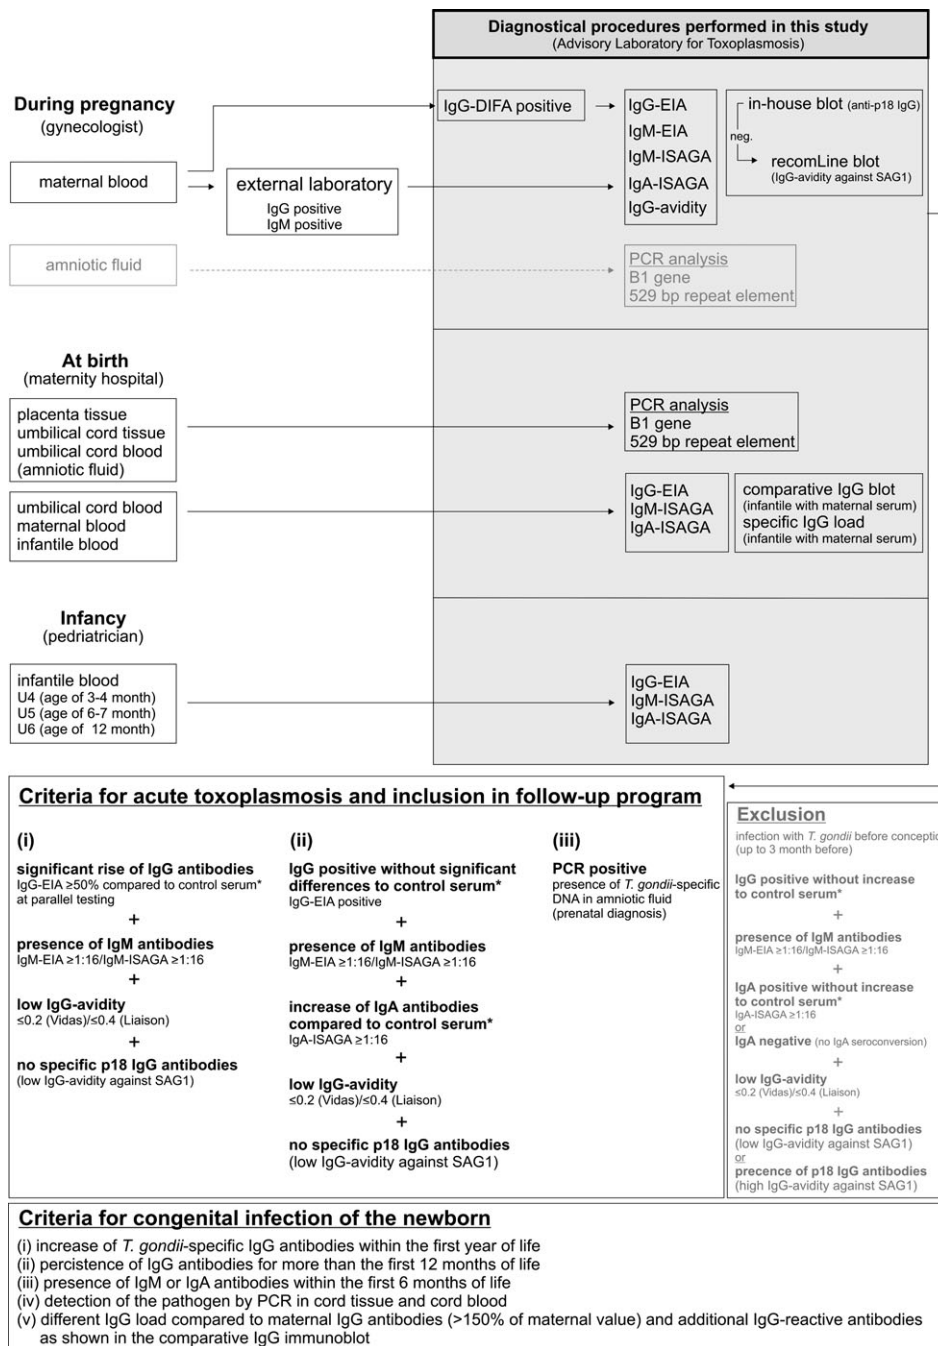 Diagnostical procedures performed in this study
(Advisory Laboratory for Toxoplasmosis)
During pregnancy
(gynecologist)
maternal blood
external laboratory
IgG positive
IgM positive
IgG-DIFA positive
IgG-EIA
IgM-EIA
IgM-ISAGA
IgA-ISAGA
IgG-avidity
in-house blot (anti-p18 IgG)
neg.
recomLine blot
(IgG-avidity against SAG1)
amniotic fluid
PCR analysis
B1 gene
529 bp repeat element
At birth
(maternity hospital)
placenta tissue
umbilical cord tissue
umbilical cord blood
(amniotic fluid)
PCR analysis
B1 gene
529 bp repeat element
umbilical cord blood
maternal blood
infantile blood
IgG-EIA
IgM-ISAGA
IgA-ISAGA
comparative IgG blot
(infantile with maternal serum)
specific IgG load
(infantile with maternal serum)
Infancy
(pedriatrician)
infantile blood
U4 (age of 3-4 month)
U5 (age of 6-7 month)
U6 (age of 12 month)
IgG-EIA
IgM-ISAGA
IgA-ISAGA
Criteria for acute toxoplasmosis and inclusion in follow-up program
(i)
significant rise of IgG antibodies
IgG-EIA ≥50% compared to control serum*
at parallel testing
+
presence of IgM antibodies
IgM-EIA ≥1:16/IgM-ISAGA ≥1:16
+
low IgG-avidity
≤0.2 (Vidas)/≤0.4 (Liaison)
+
no specific p18 IgG antibodies
(low IgG-avidity against SAG1)
(ii)
IgG positive without significant
differences to control serum*
IgG-EIA positive
+
presence of IgM antibodies
IgM-EIA ≥1:16/IgM-ISAGA ≥1:16
+
increase of IgA antibodies
compared to control serum*
IgA-ISAGA ≥1:16
+
low IgG-avidity
≤0.2 (Vidas)/≤0.4 (Liaison)
+
no specific p18 IgG antibodies
(low IgG-avidity against SAG1)
(iii)
PCR positive
presence of T. gondii-specific
DNA in amniotic fluid
(prenatal diagnosis)
Exclusion
infection with T. gondii before conceptio
(up to 3 month before)
IgG positive without increase
to control serum*
+
presence of IgM antibodies
IgM-EIA ≥1:16/IgM-ISAGA ≥1:16
+
IgA positive without increase
to control serum*
IgA-ISAGA ≥1:16
or
IgA negative (no IgA seroconversion)
+
low IgG-avidity
≤0.2 (Vidas)/≤0.4 (Liaison)
+
no specific p18 IgG antibodies
(low IgG-avidity against SAG1)
or
precence of p18 IgG antibodies
(high IgG-avidity against SAG1)
Criteria for congenital infection of the newborn
(i) increase of T. gondii-specific IgG antibodies within the first year of life
(ii) percistence of IgG antibodies for more than the first 12 months of life
(iii) presence of IgM or IgA antibodies within the first 6 months of life
(iv) detection of the pathogen by PCR in cord tissue and cord blood
(v) different IgG load compared to maternal IgG antibodies (>150% of maternal value) and additional IgG-reactive antibodies
as shown in the comparative IgG immunoblot